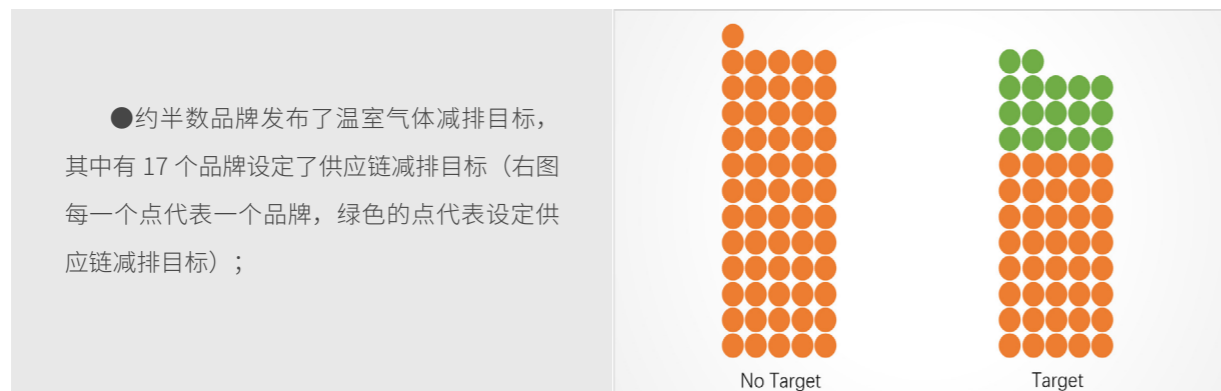 ●约半数品牌发布了温室气体减排目标，
其中有 17 个品牌设定了供应链减排目标（右图
每一个点代表一个品牌，绿色的点代表设定供
应链减排目标）；
No Target
Target